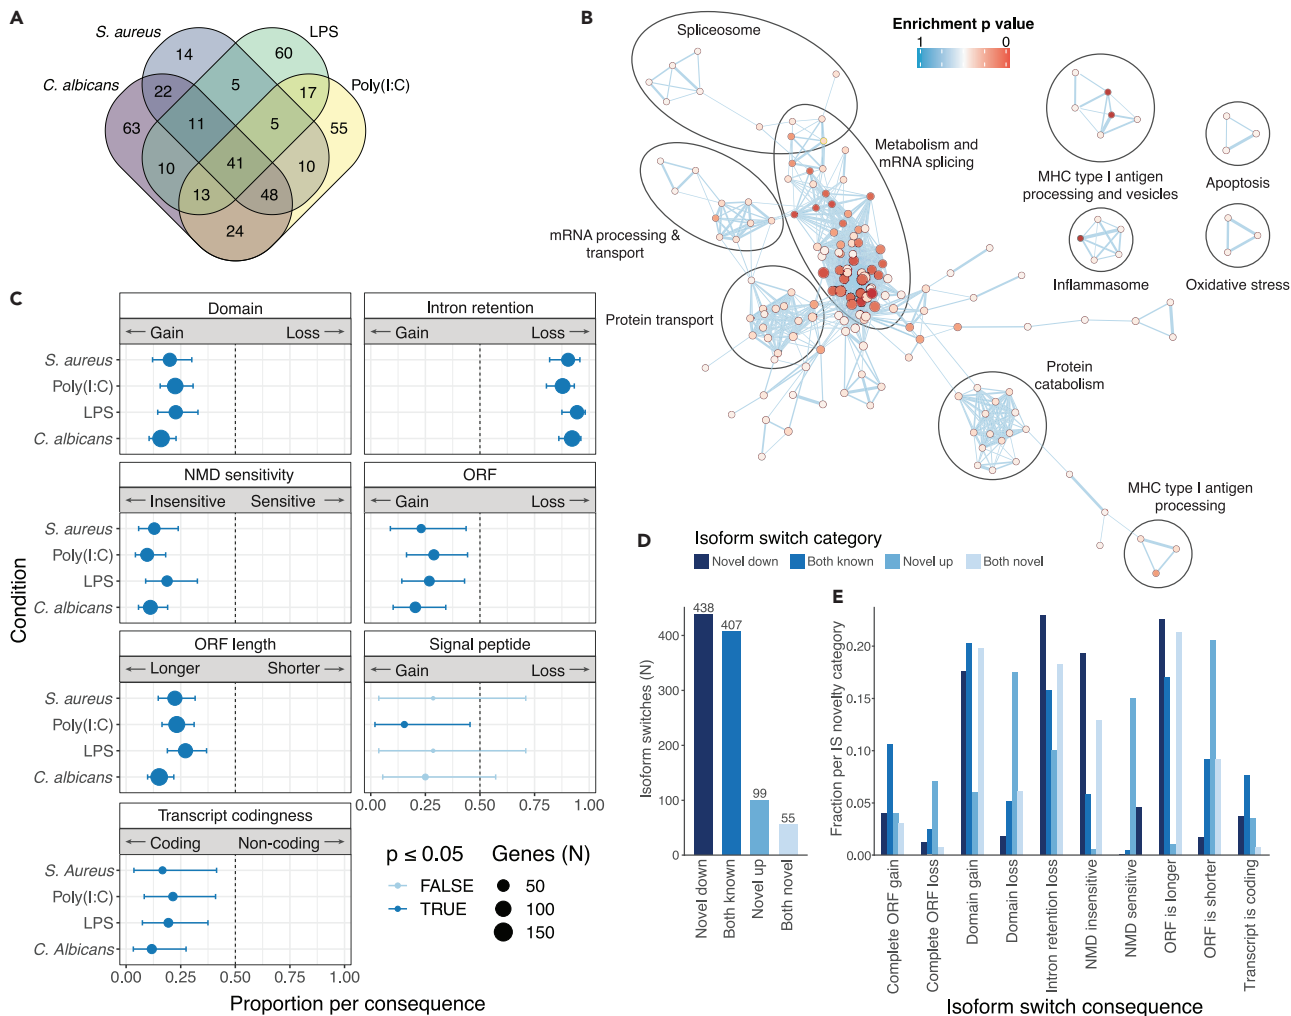 A
S. aureus
LPS
C. albicans
Poly(I:C)
14
60
22
5
17
63
11
5
55
10
41
10
13
48
24
B
Enrichment p value
1
0
Spliceosome
Metabolism and
mRNA splicing
MHC type I antigen
processing and vesicles
Apoptosis
mRNA processing &
transport
Inflammasome
Oxidative stress
Protein transport
Protein
catabolism
MHC type I antigen
processing
C
Condition
Domain
← Gain
Loss →
S. aureus
Poly(I:C)
LPS
C. albicans
Intron retention
← Gain
Loss →
NMD sensitivity
← Insensitive
Sensitive →
S. aureus
Poly(I:C)
LPS
C. albicans
ORF
← Gain
Loss →
ORF length
← Longer
Shorter →
S. aureus
Poly(I:C)
LPS
C. albicans
Signal peptide
← Gain
Loss →
0.00
0.25
0.50
0.75
1.00
Transcript codingness
← Coding
Non-coding →
S. Aureus
Poly(I:C)
LPS
C. Albicans
0.00
0.25
0.50
0.75
1.00
Proportion per consequence
p ≤ 0.05
FALSE
TRUE
Genes (N)
50
100
150
D
Isoform switch category
Novel down
Both known
Novel up
Both novel
Isoform switches (N)
400
300
200
100
0
438
407
99
55
Novel down
Both known
Novel up
Both novel
E
Fraction per IS novelty category
0.20
0.15
0.10
0.05
0.00
Complete ORF gain
Complete ORF loss
Domain gain
Domain loss
Intron retention loss
NMD insensitive
NMD sensitive
ORF is longer
ORF is shorter
Transcript is coding
Isoform switch consequence